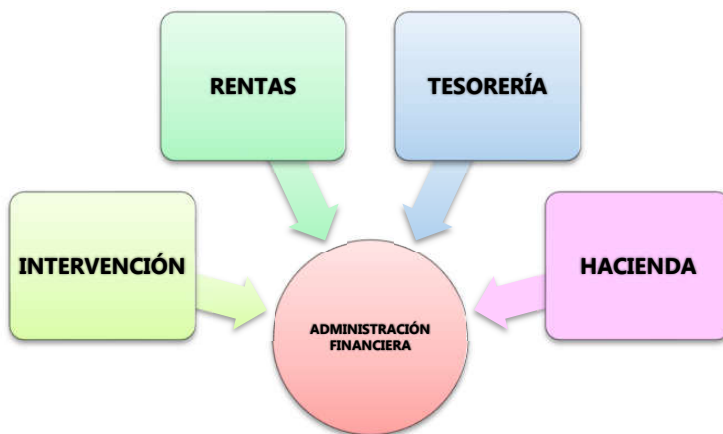 RENTAS
TESORERÍA
INTERVENCIÓN
HACIENDA
ADMINISTRACIÓN
FINANCIERA